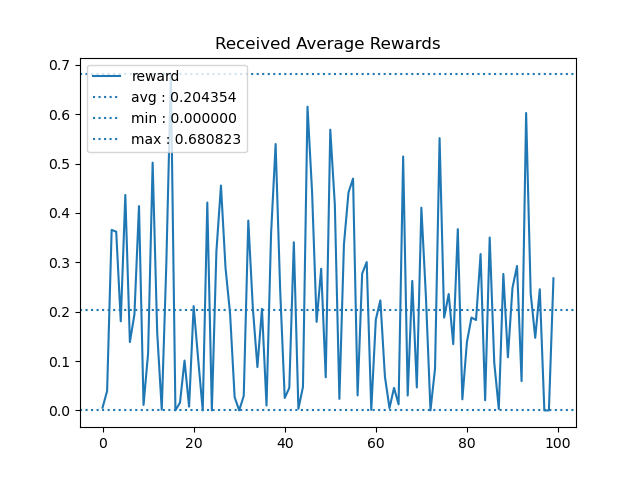 Received Average Rewards
reward
avg : 0.204354
min : 0.000000
max : 0.680823
0.7
0.6
0.5
0.4
0.3
0.2
0.1
0.0
0 20 40 60 80 100